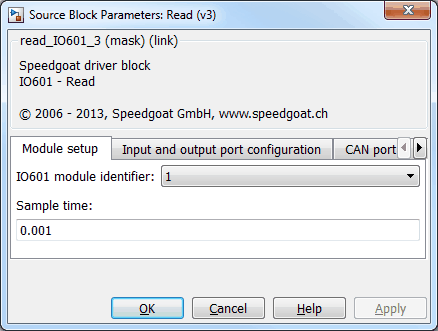 Source Block Parameters: Read (v3)
read_IO601_3 (mask) (link)
Speedgoat driver block
IO601 - Read
© 2006 - 2013, Speedgoat GmbH, www.speedgoat.ch
Module setup Input and output port configuration CAN port
IO601 module identifier: 1
Sample time:
0.001
OK Cancel Help Apply